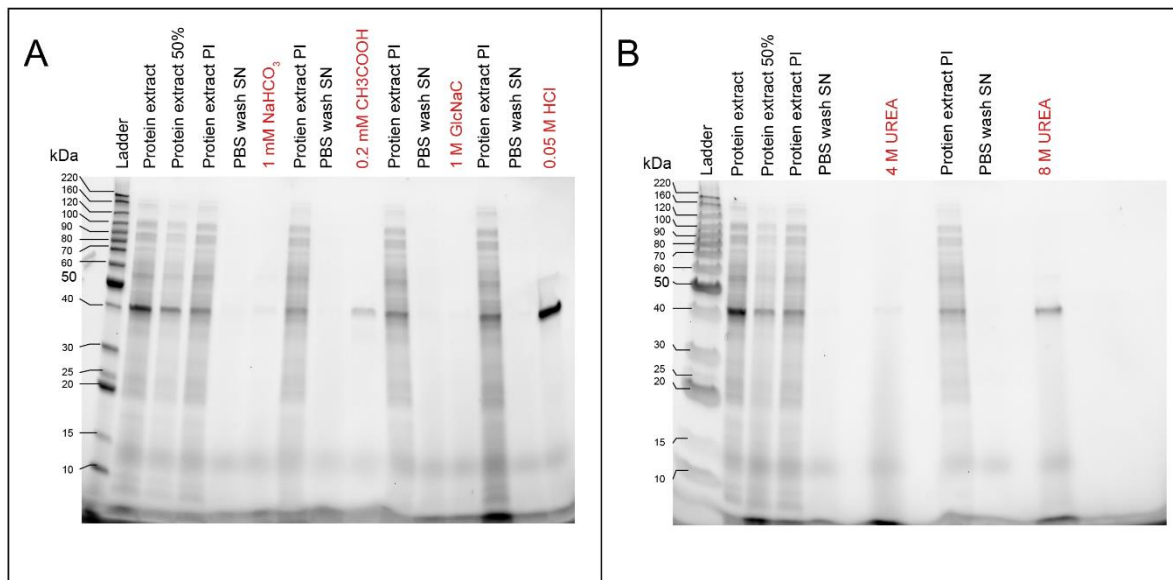 A
kDa
Ladder
Protein extract
Protein extract 50%
Protein extract PI
PBS wash SN
1 mM NaHCO3
Protien extract PI
PBS wash SN
0.2 mM CH3COOH
Protien extract PI
PBS wash SN
1 M GlcNaC
Protien extract PI
PBS wash SN
0.05 M HCl
220
160
120
100
90
80
70
60
50
40
30
25
20
15
10
B
kDa
Ladder
Protein extract
Protein extract 50%
Protein extract PI
PBS wash SN
4 M UREA
Protien extract PI
PBS wash SN
8 M UREA
220
160
120
100
90
80
70
60
50
40
30
25
20
15
10